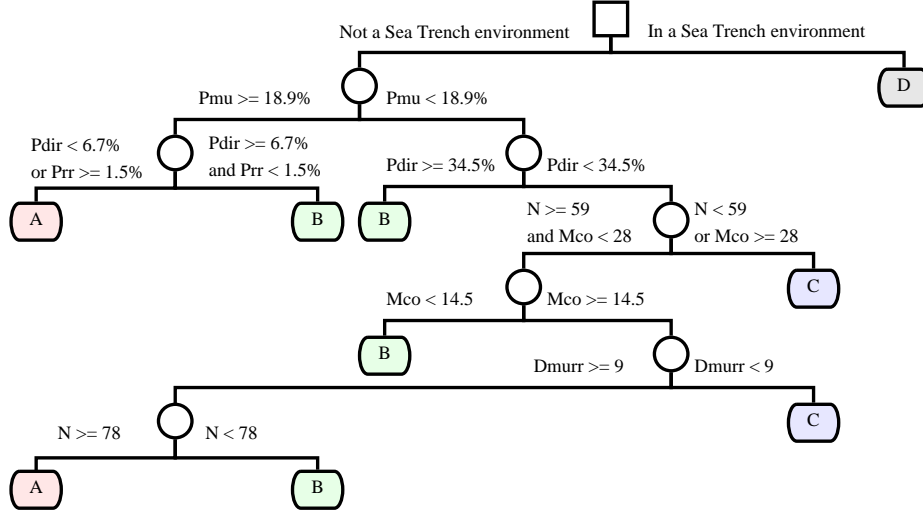 Not a Sea Trench environment
In a Sea Trench environment
D
Pmu >= 18.9%
Pmu < 18.9%
Pdir < 6.7%
or Prr >= 1.5%
Pdir >= 6.7%
and Prr < 1.5%
Pdir >= 34.5%
Pdir < 34.5%
A
B
B
N >= 59
and Mco < 28
N < 59
or Mco >= 28
C
Mco < 14.5
Mco >= 14.5
B
Dmurr >= 9
Dmurr < 9
C
N >= 78
N < 78
A
B